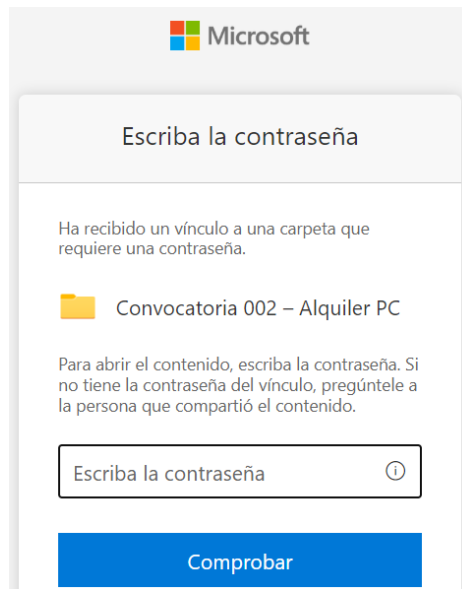 Microsoft
Escriba la contraseña
Ha recibido un vínculo a una carpeta que
requiere una contraseña.
Convocatoria 002 – Alquiler PC
Para abrir el contenido, escriba la contraseña. Si
no tiene la contraseña del vínculo, pregúntele a
la persona que compartió el contenido.
Escriba la contraseña
Comprobar